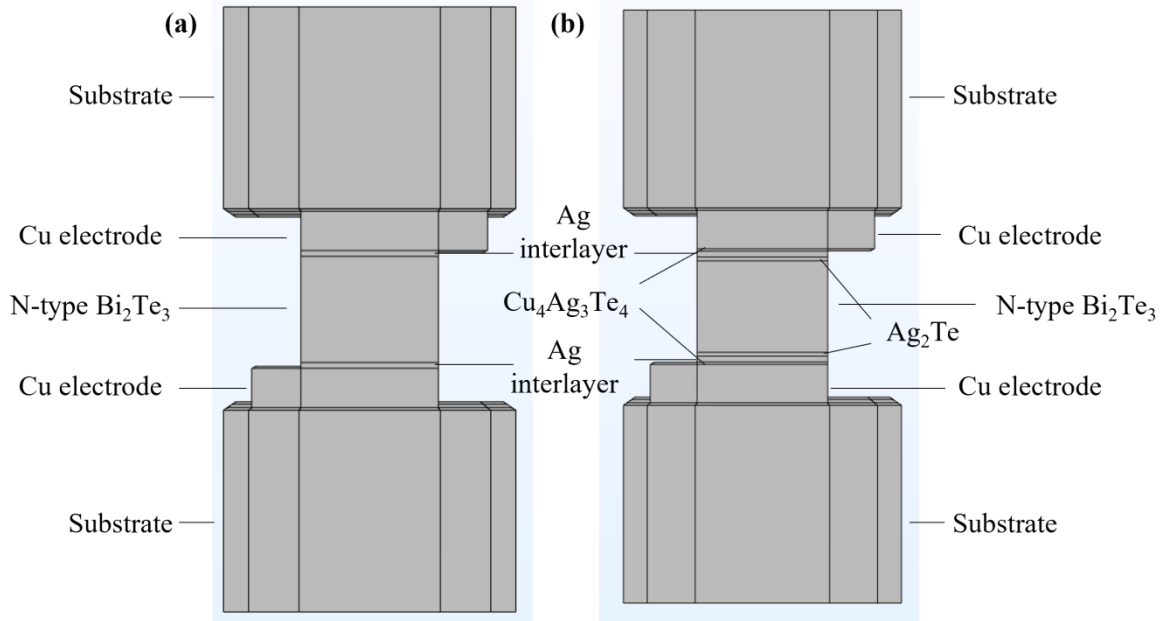 (a)
(b)
Substrate
Substrate
Cu electrode
Ag
interlayer
Cu electrode
N-type Bi₂Te₃
Cu₄Ag₃Te₄
N-type Bi₂Te₃
Ag₂Te
Cu electrode
Ag
interlayer
Cu electrode
Substrate
Substrate